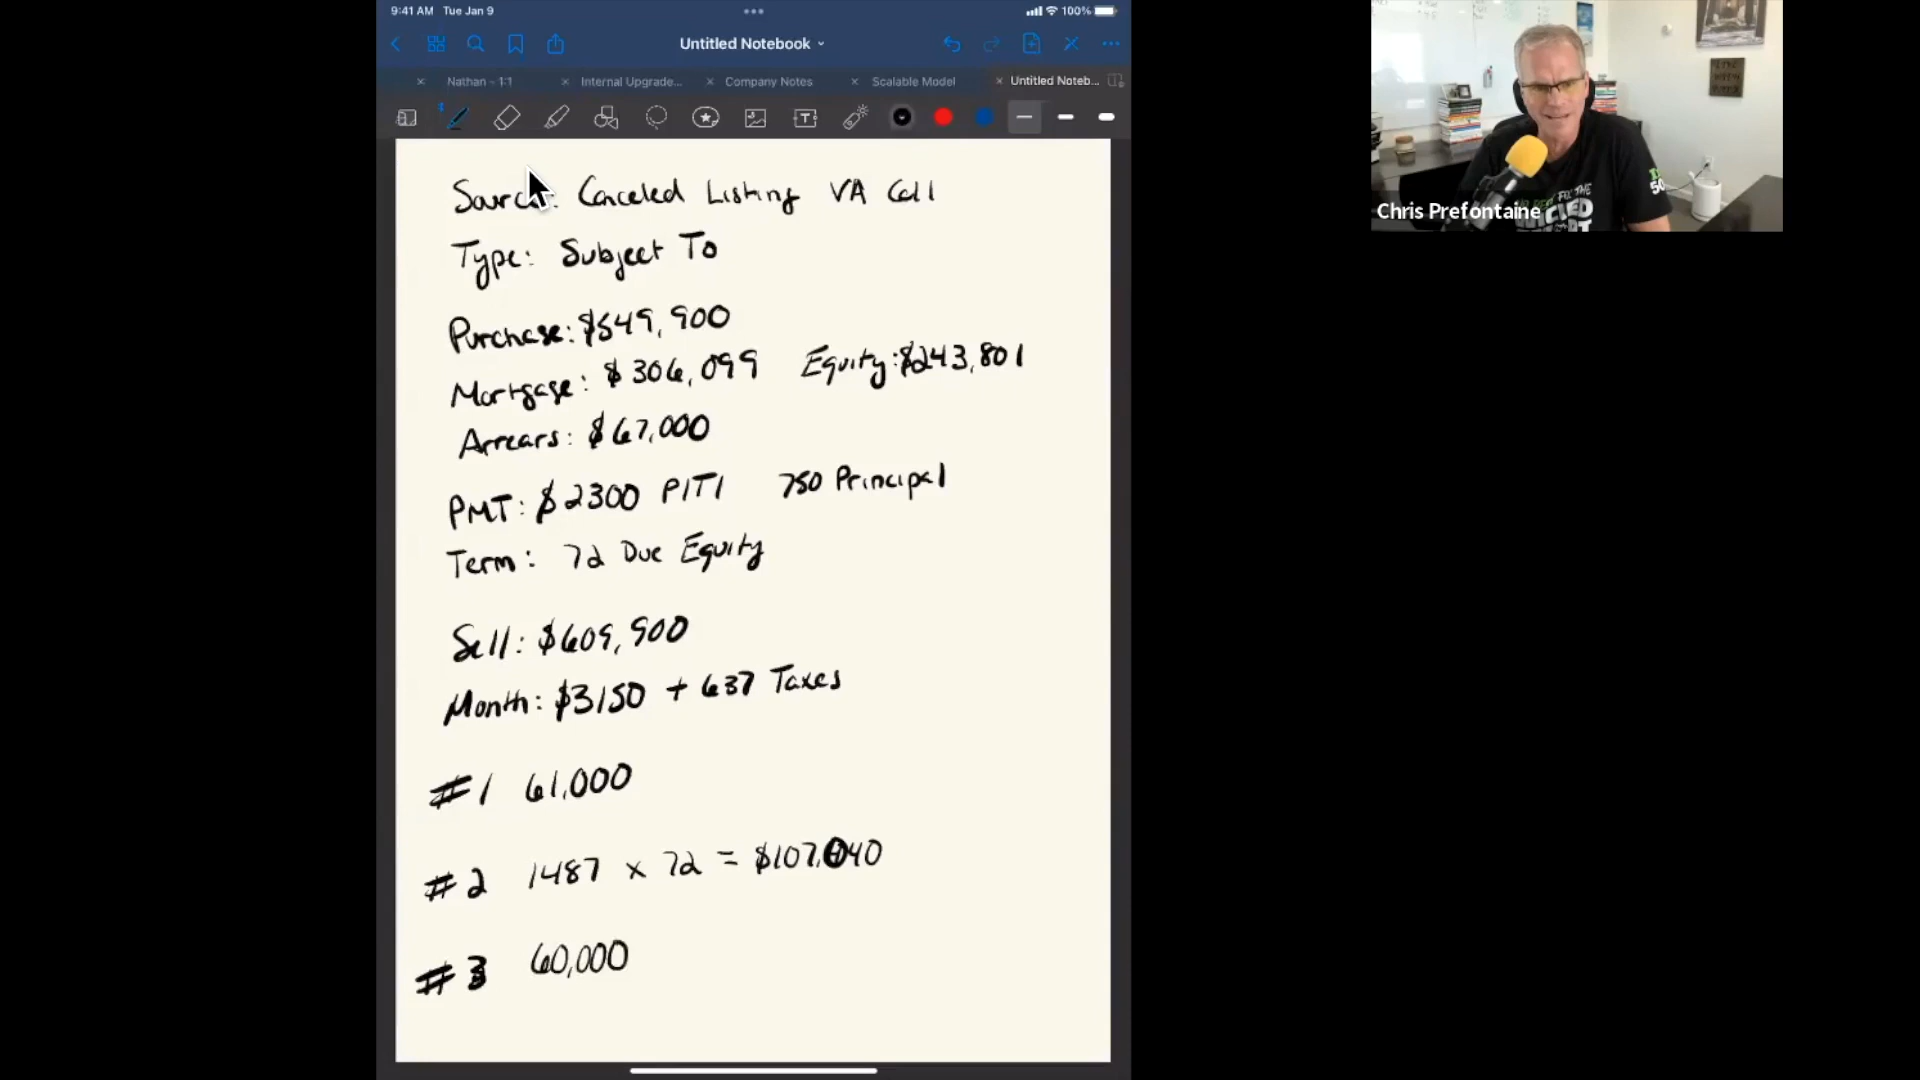 9:41 AM Tue Jan 9
100%
Untitled Notebook
Nathan - 1:1
Internal Upgrade...
Company Notes
Scalable Model
Untitled Noteb...
Source: Canceled Listing VA Call
Type: Subject To
Purchase: $549,900
Mortgage: $306,099 Equity: $243,801
Arrears: $67,000
PMT: $2300 PITI 750 Principal
Term: 72 Due Equity
Sell: $609,900
Month: $3150 + 637 Taxes
#1 61,000
#2 1487 x 72 = $107,040
#3 60,000
Chris Prefontaine